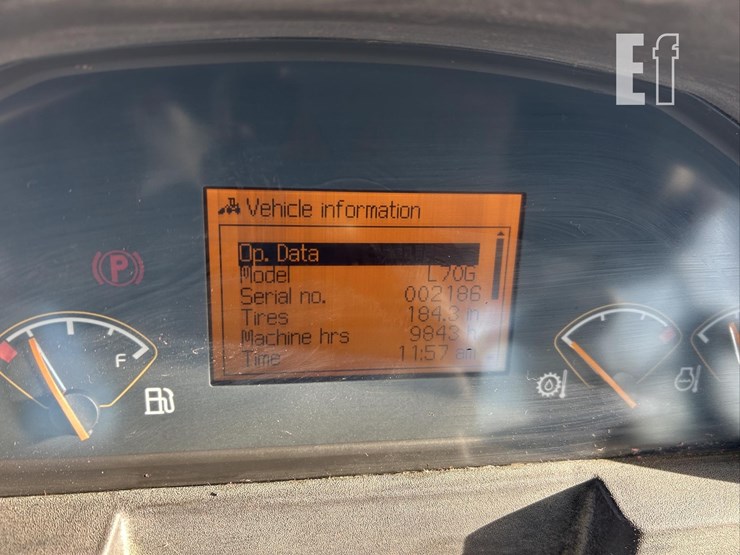 Ef
Vehicle information
Op. Data
Model L70G
Serial no. 002186
Tires 184.3 in
Machine hrs 9843 h
Time 11:57 am
P
F